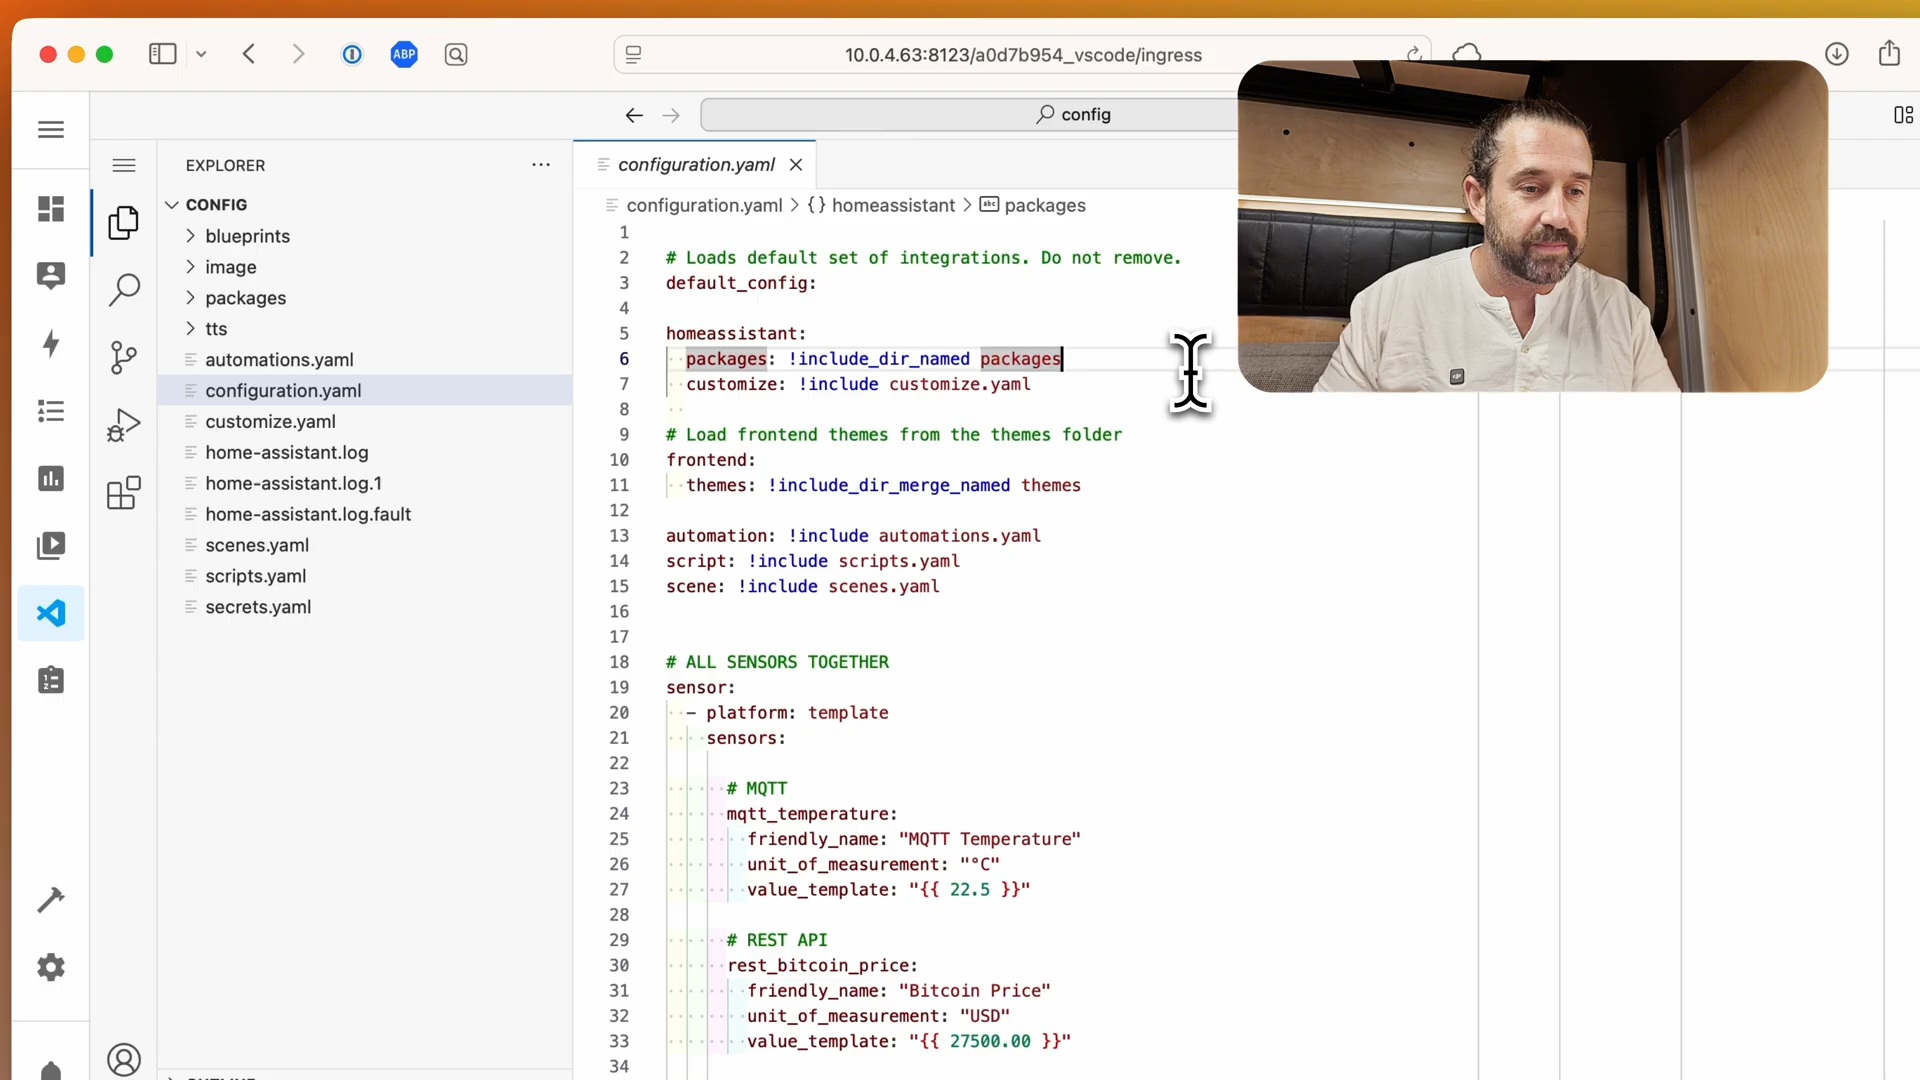 ABP
10.0.4.63:8123/a0d7b954_vscode/ingress
config
EXPLORER
CONFIG
blueprints
image
packages
tts
automations.yaml
configuration.yaml
customize.yaml
home-assistant.log
home-assistant.log.1
home-assistant.log.fault
scenes.yaml
scripts.yaml
secrets.yaml
configuration.yaml
configuration.yaml > {} homeassistant > abc packages
1
2 # Loads default set of integrations. Do not remove.
3 default_config:
4
5 homeassistant:
6 packages: !include_dir_named packages
7 customize: !include customize.yaml
8
9 # Load frontend themes from the themes folder
10 frontend:
11 themes: !include_dir_merge_named themes
12
13 automation: !include automations.yaml
14 script: !include scripts.yaml
15 scene: !include scenes.yaml
16
17
18 # ALL SENSORS TOGETHER
19 sensor:
20 - platform: template
21 sensors:
22
23 # MQTT
24 mqtt_temperature:
25 friendly_name: "MQTT Temperature"
26 unit_of_measurement: "°C"
27 value_template: "{{ 22.5 }}"
28
29 # REST API
30 rest_bitcoin_price:
31 friendly_name: "Bitcoin Price"
32 unit_of_measurement: "USD"
33 value_template: "{{ 27500.00 }}"
34